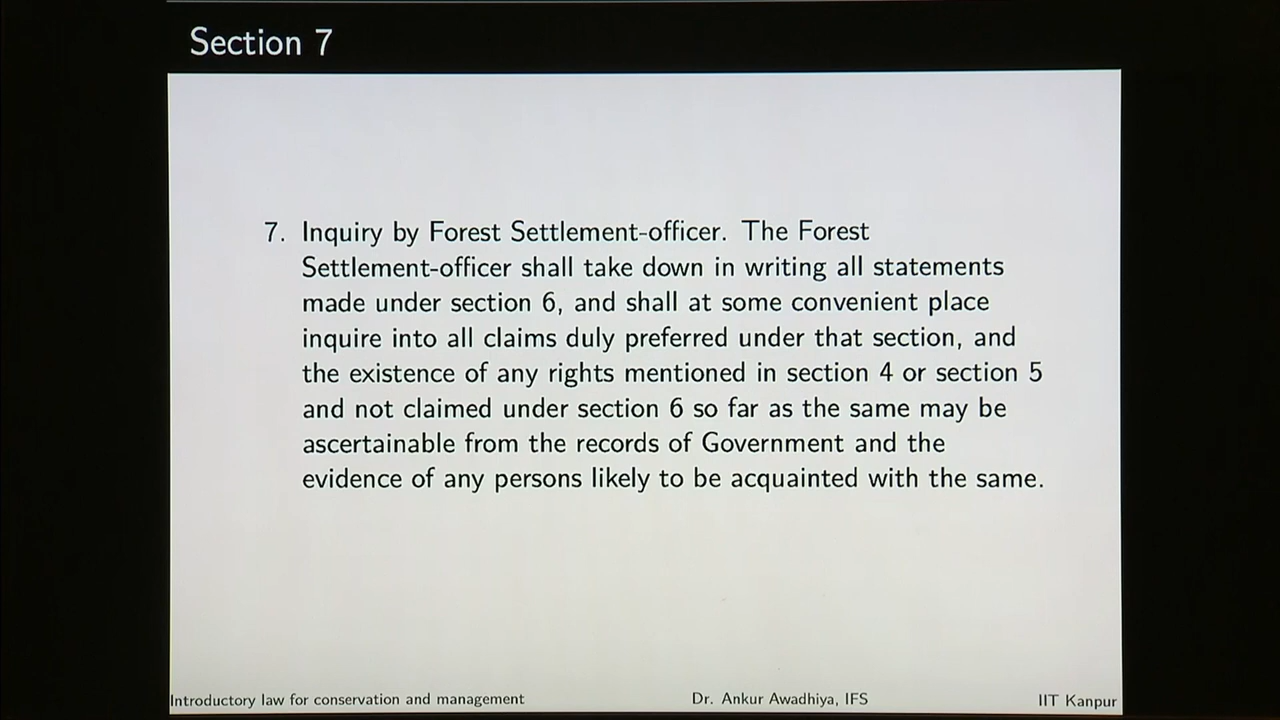 Section 7
7. Inquiry by Forest Settlement-officer. The Forest
Settlement-officer shall take down in writing all statements
made under section 6, and shall at some convenient place
inquire into all claims duly preferred under that section, and
the existence of any rights mentioned in section 4 or section 5
and not claimed under section 6 so far as the same may be
ascertainable from the records of Government and the
evidence of any persons likely to be acquainted with the same.
Introductory law for conservation and management Dr. Ankur Awadhiya, IFS IIT Kanpur